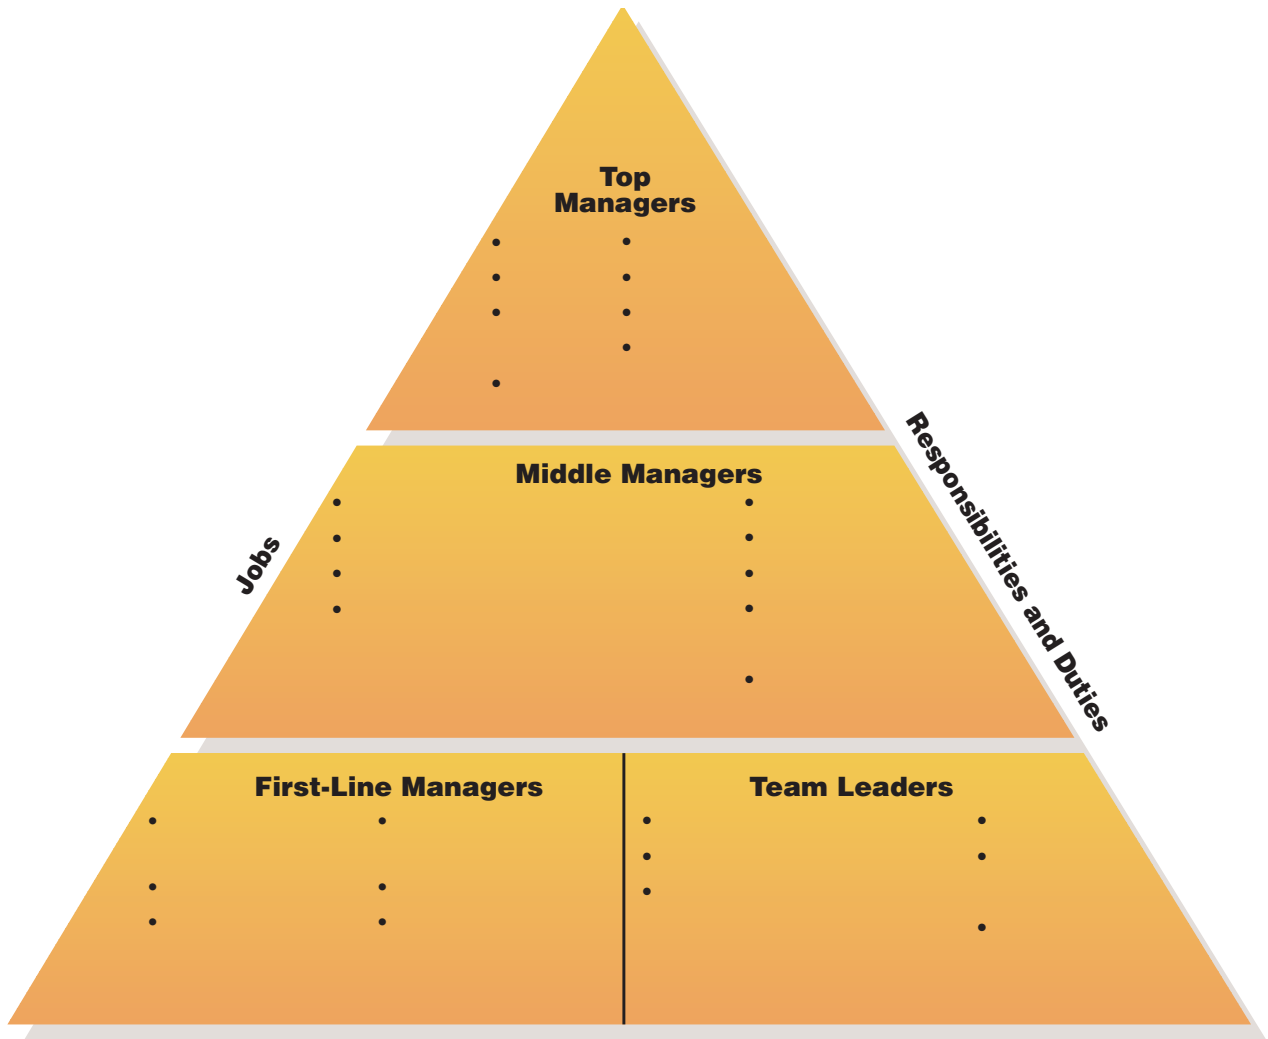 Top
Managers
Middle Managers
Jobs
Responsibilities and Duties
First-Line Managers
Team Leaders